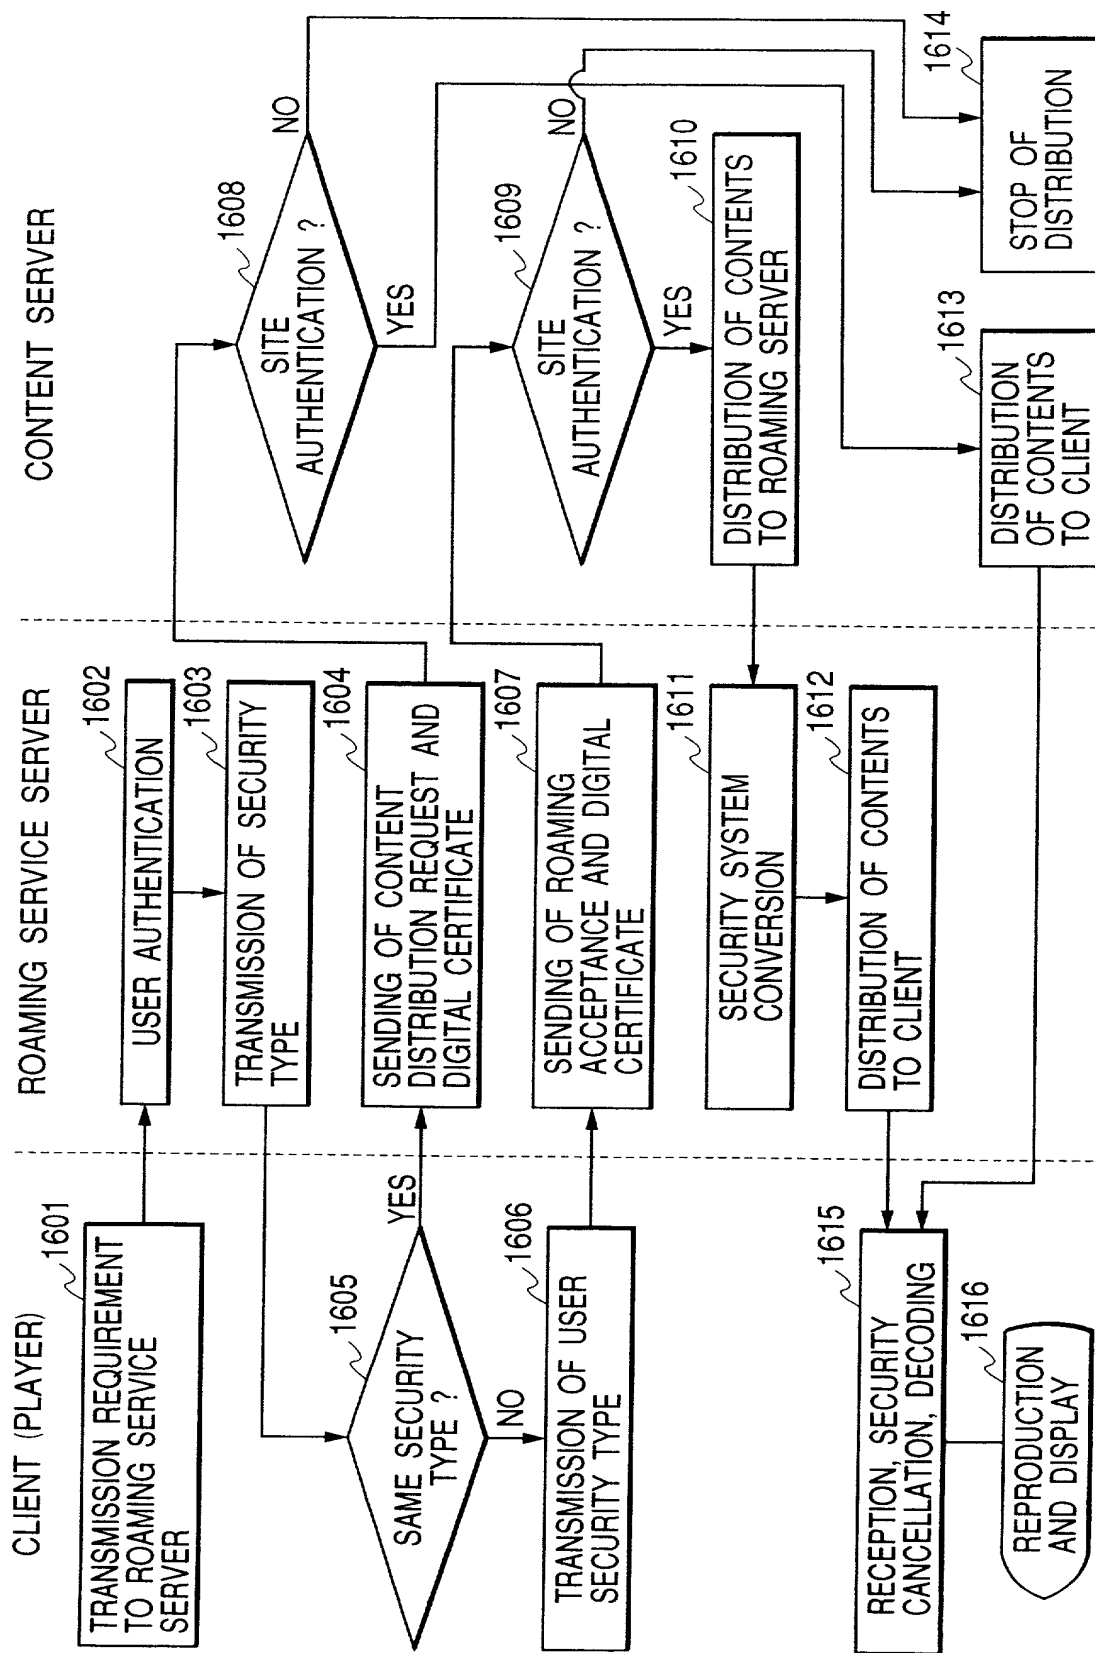 CLIENT (PLAYER)
ROAMING SERVICE SERVER
CONTENT SERVER
1601
TRANSMISSION REQUIREMENT
TO ROAMING SERVICE
SERVER
1602
USER AUTHENTICATION
1603
TRANSMISSION OF SECURITY
TYPE
1605
SAME SECURITY
TYPE ?
YES
NO
1604
SENDING OF CONTENT
DISTRIBUTION REQUEST AND
DIGITAL CERTIFICATE
1608
SITE
AUTHENTICATION ?
NO
YES
1606
TRANSMISSION OF USER
SECURITY TYPE
1607
SENDING OF ROAMING
ACCEPTANCE AND DIGITAL
CERTIFICATE
1609
SITE
AUTHENTICATION ?
NO
YES
1610
DISTRIBUTION OF CONTENTS
TO ROAMING SERVER
1611
SECURITY SYSTEM
CONVERSION
1612
DISTRIBUTION OF CONTENTS
TO CLIENT
1615
RECEPTION, SECURITY
CANCELLATION, DECODING
1616
REPRODUCTION
AND DISPLAY
1613
DISTRIBUTION
OF CONTENTS
TO CLIENT
1614
STOP OF
DISTRIBUTION